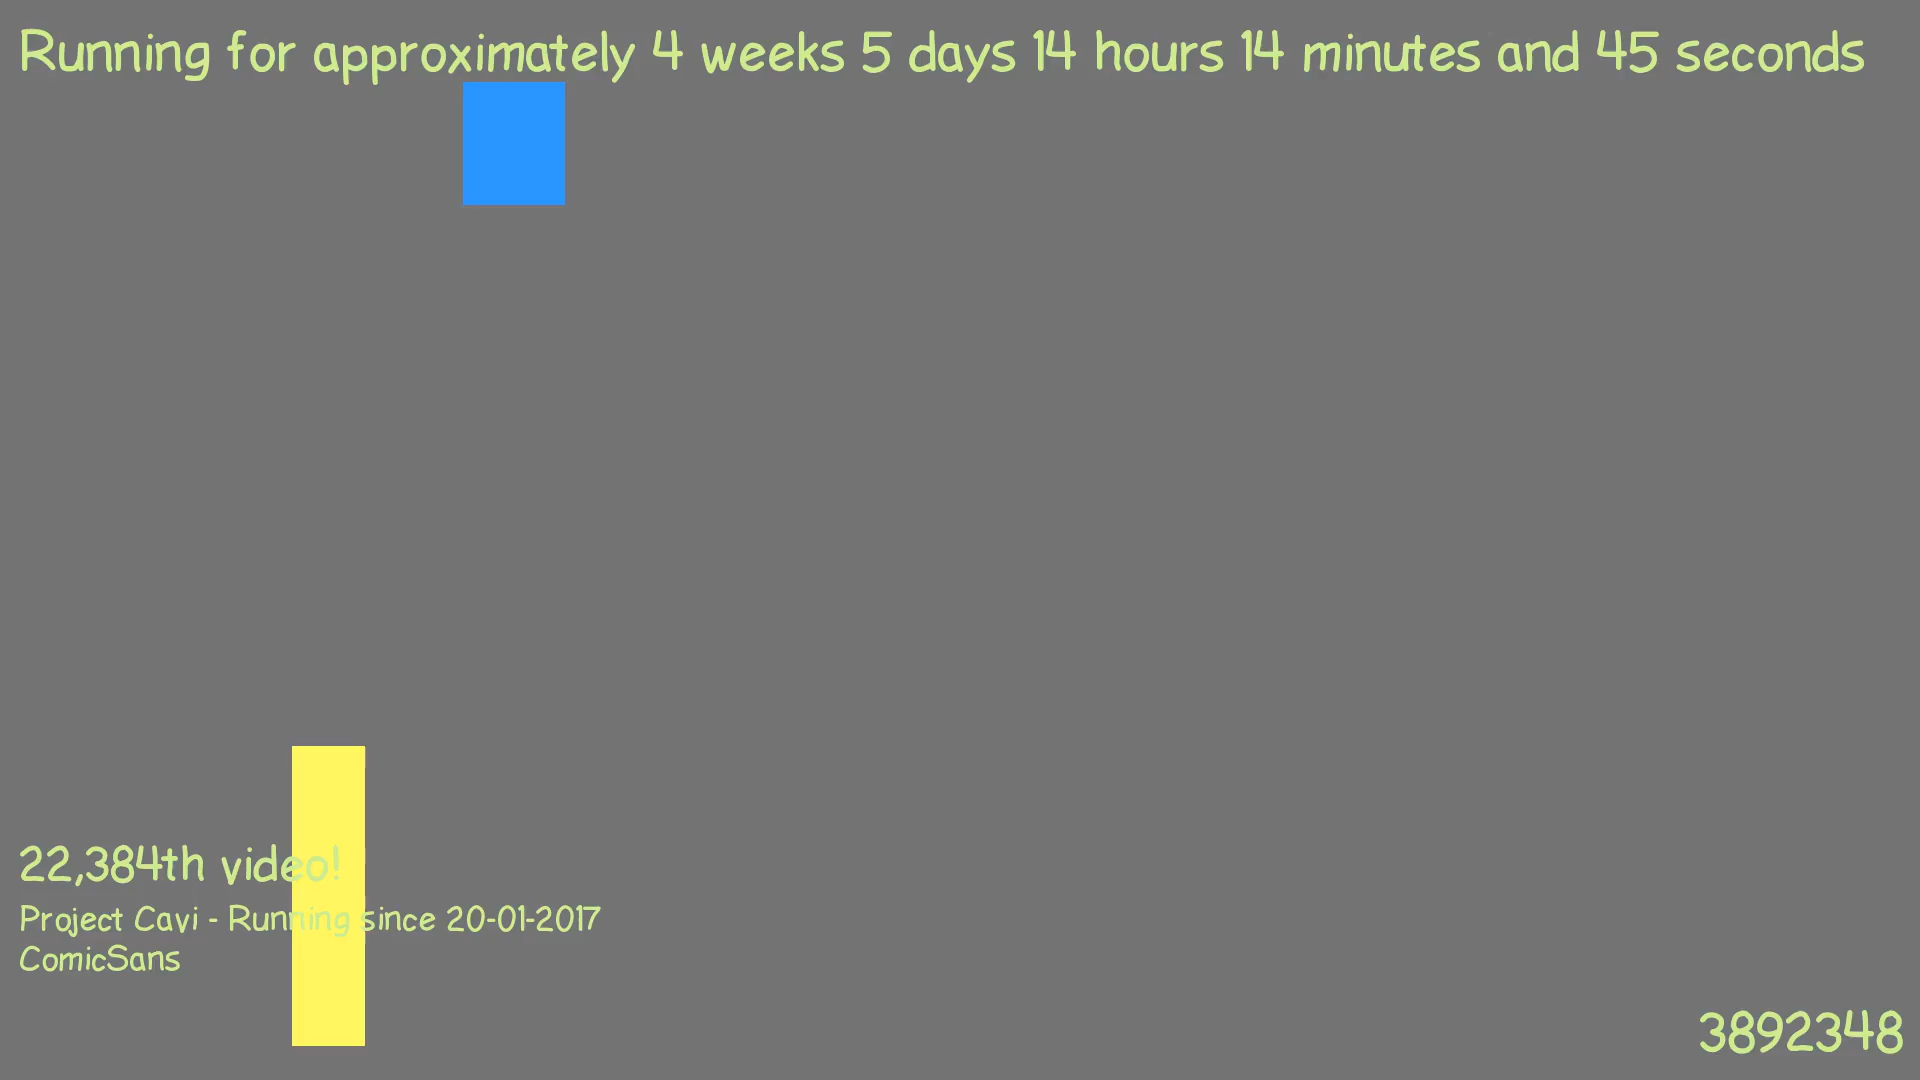 Running for approximately 4 weeks 5 days 14 hours 14 minutes and 45 seconds
22,384th video!
Project Cavi - Running since 20-01-2017
ComicSans
3892348